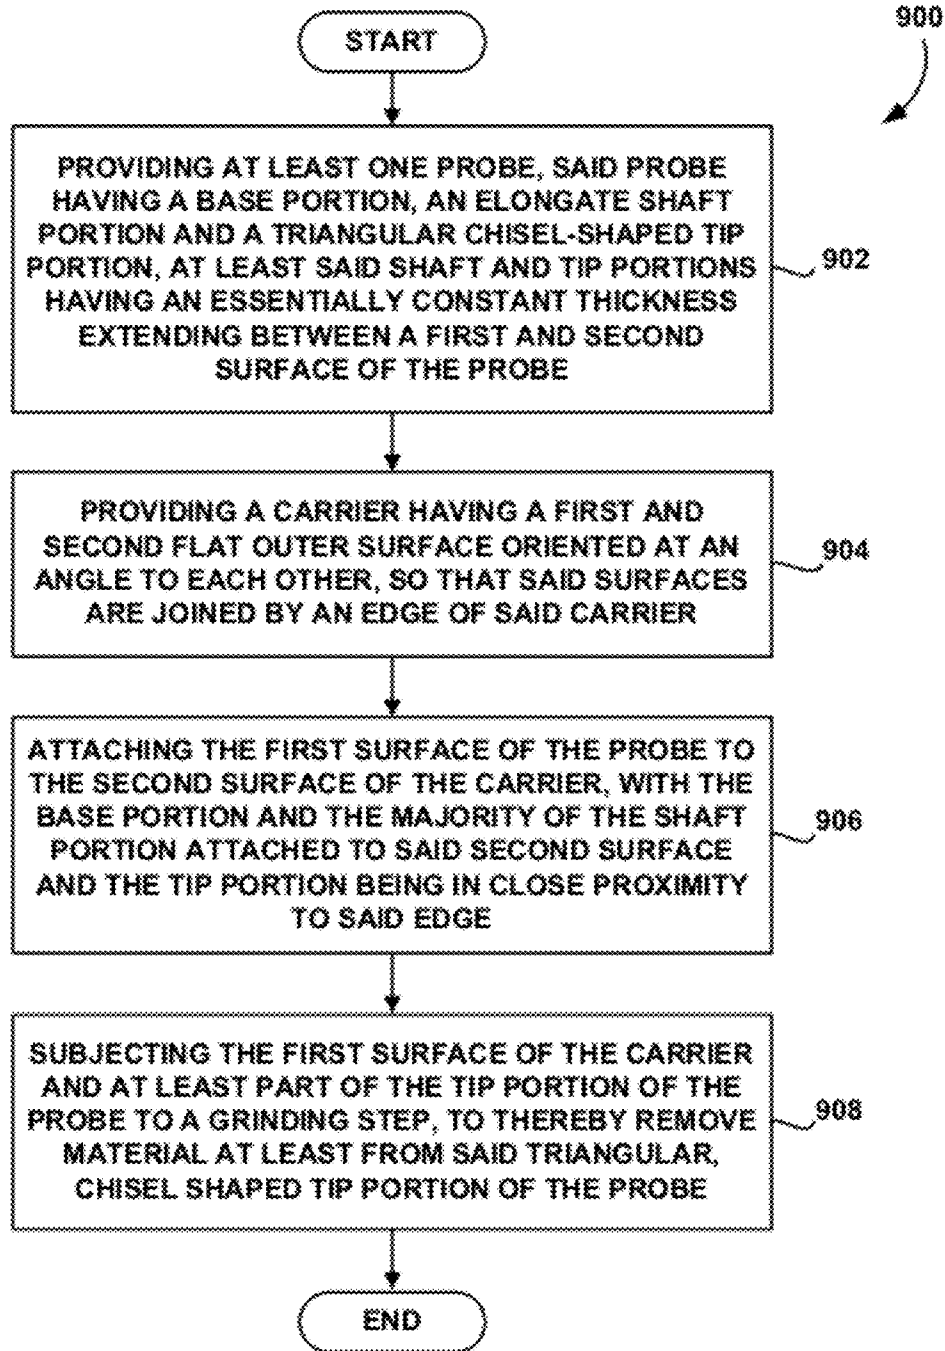 900
START
PROVIDING AT LEAST ONE PROBE, SAID PROBE
HAVING A BASE PORTION, AN ELONGATE SHAFT
PORTION AND A TRIANGULAR CHISEL-SHAPED TIP
PORTION, AT LEAST SAID SHAFT AND TIP PORTIONS
HAVING AN ESSENTIALLY CONSTANT THICKNESS
EXTENDING BETWEEN A FIRST AND SECOND
SURFACE OF THE PROBE
902
PROVIDING A CARRIER HAVING A FIRST AND
SECOND FLAT OUTER SURFACE ORIENTED AT AN
ANGLE TO EACH OTHER, SO THAT SAID SURFACES
ARE JOINED BY AN EDGE OF SAID CARRIER
904
ATTACHING THE FIRST SURFACE OF THE PROBE TO
THE SECOND SURFACE OF THE CARRIER, WITH THE
BASE PORTION AND THE MAJORITY OF THE SHAFT
PORTION ATTACHED TO SAID SECOND SURFACE
AND THE TIP PORTION BEING IN CLOSE PROXIMITY
TO SAID EDGE
906
SUBJECTING THE FIRST SURFACE OF THE CARRIER
AND AT LEAST PART OF THE TIP PORTION OF THE
PROBE TO A GRINDING STEP, TO THEREBY REMOVE
MATERIAL AT LEAST FROM SAID TRIANGULAR,
CHISEL SHAPED TIP PORTION OF THE PROBE
908
END